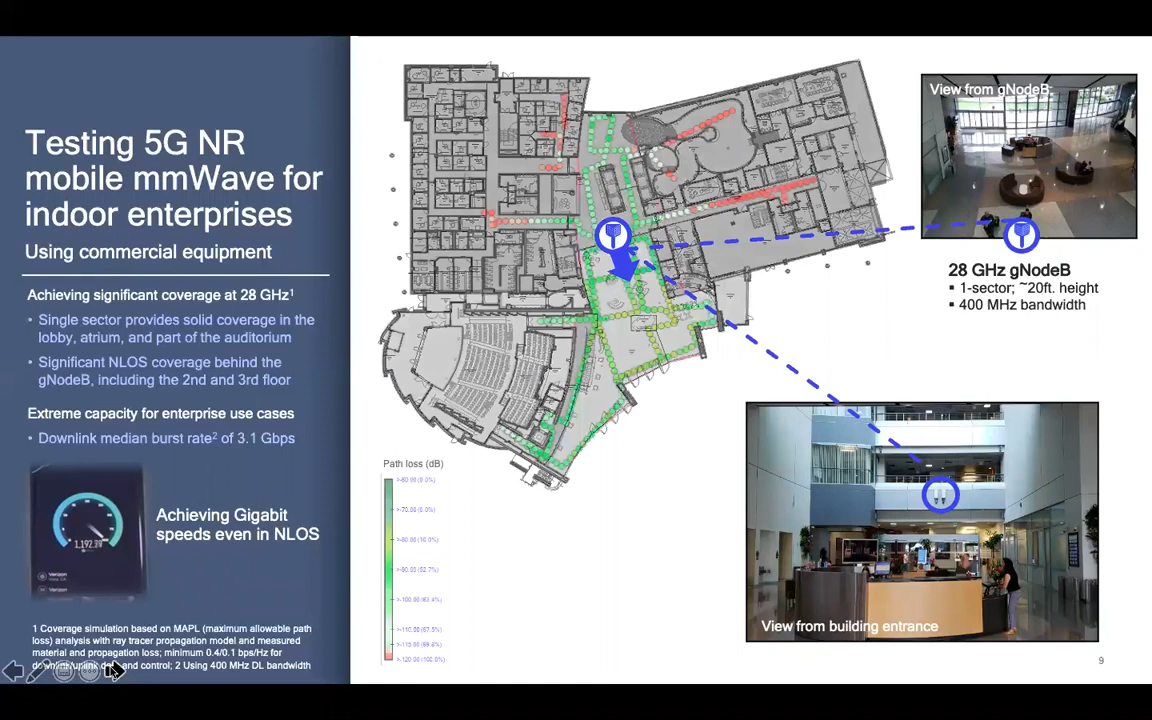 Testing 5G NR
mobile mmWave for
indoor enterprises
Using commercial equipment
Achieving significant coverage at 28 GHz1
▪ Single sector provides solid coverage in the
lobby, atrium, and part of the auditorium
▪ Significant NLOS coverage behind the
gNodeB, including the 2nd and 3rd floor
Extreme capacity for enterprise use cases
▪ Downlink median burst rate2 of 3.1 Gbps
Achieving Gigabit
speeds even in NLOS
Verizon
Verizon
1 Coverage simulation based on MAPL (maximum allowable path
loss) analysis with ray tracer propagation model and measured
material and propagation loss; minimum 0.4/0.1 bps/Hz for
and control; 2 Using 400 MHz DL bandwidth
Path loss (dB)
View from gNodeB
28 GHz gNodeB
▪ 1-sector; ~20ft. height
▪ 400 MHz bandwidth
View from building entrance
9